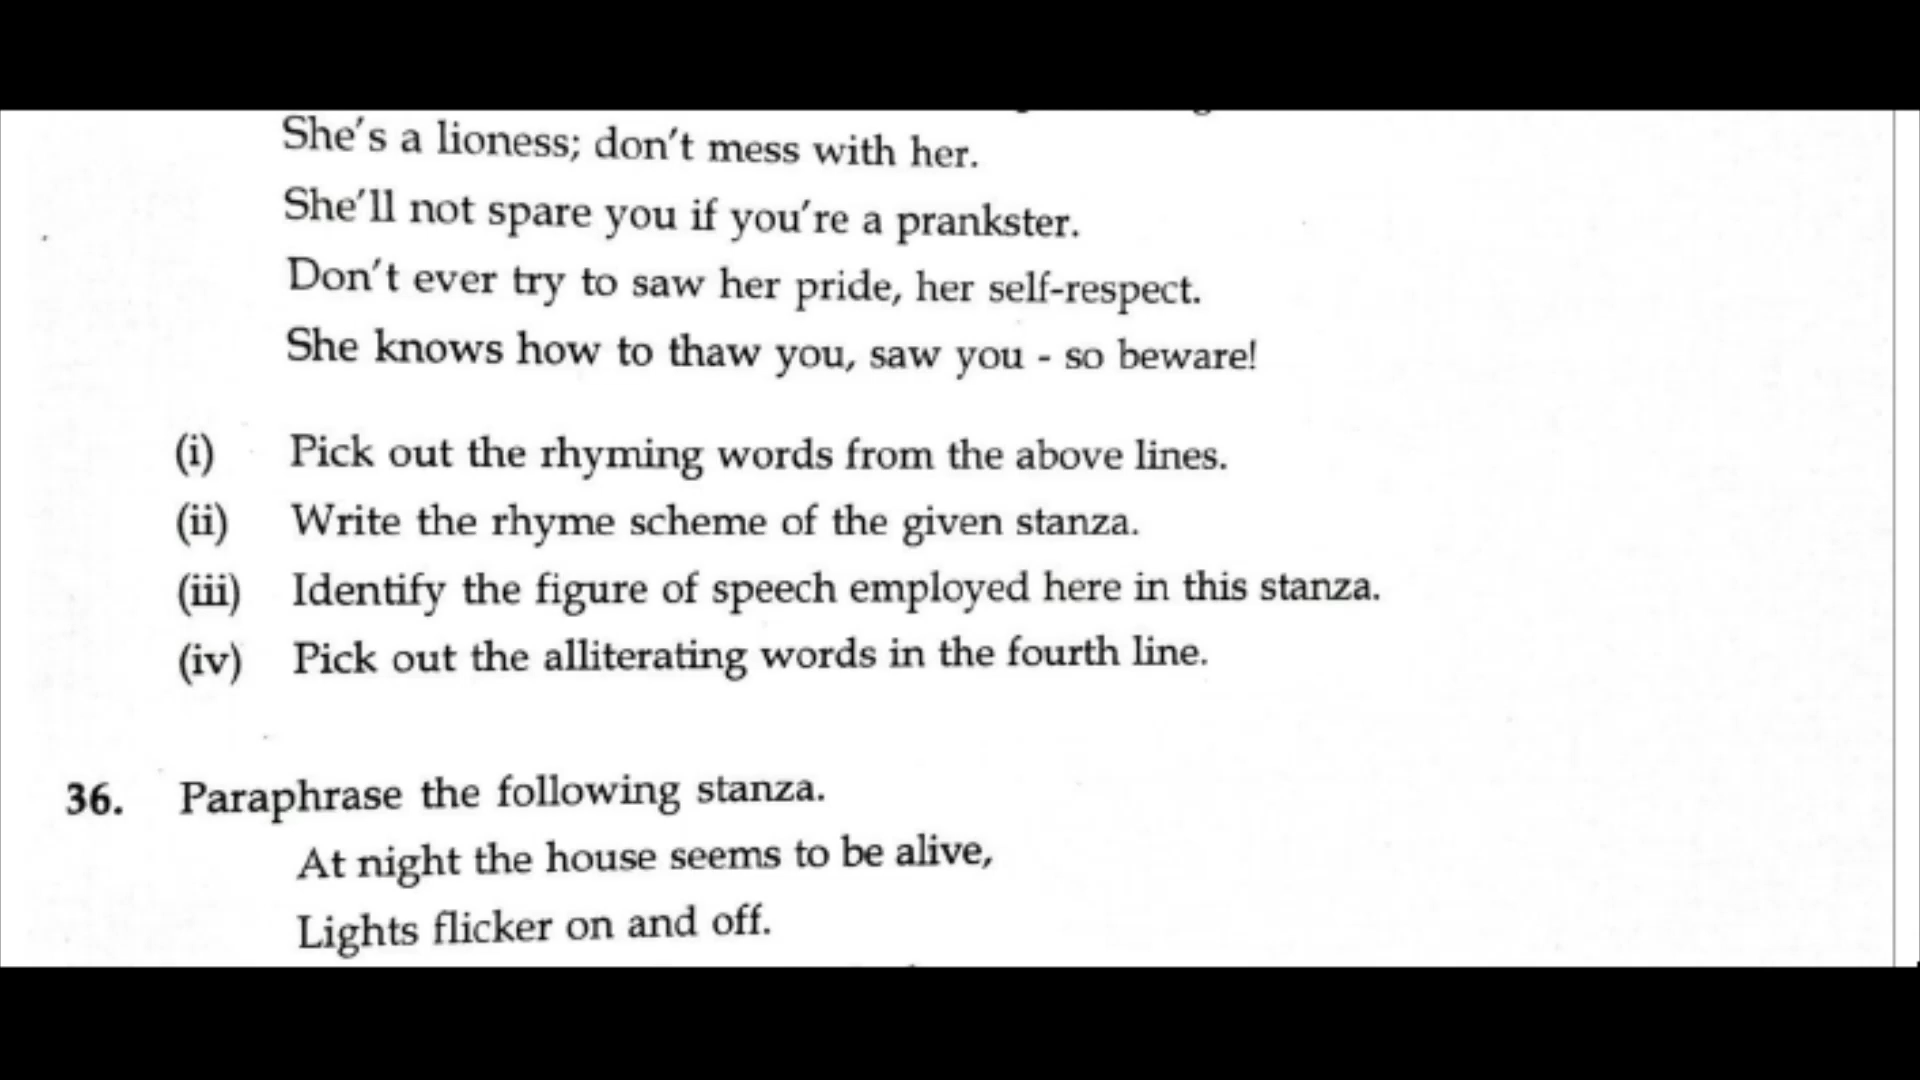 She's a lioness; don't mess with her.
She'll not spare you if you're a prankster.
Don't ever try to saw her pride, her self-respect.
She knows how to thaw you, saw you - so beware!
(i) Pick out the rhyming words from the above lines.
(ii) Write the rhyme scheme of the given stanza.
(iii) Identify the figure of speech employed here in this stanza.
(iv) Pick out the alliterating words in the fourth line.
36. Paraphrase the following stanza.
At night the house seems to be alive,
Lights flicker on and off.